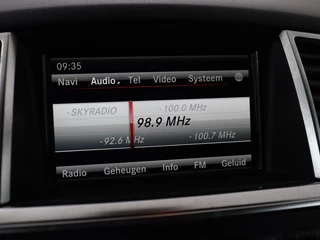 09:35
Navi Audio Tel Video Systeem
•SKYRADIO •100.0 MHz
98.9 MHz
•92.6 MHz •100.7 MHz
Radio Geheugen Info FM Geluid